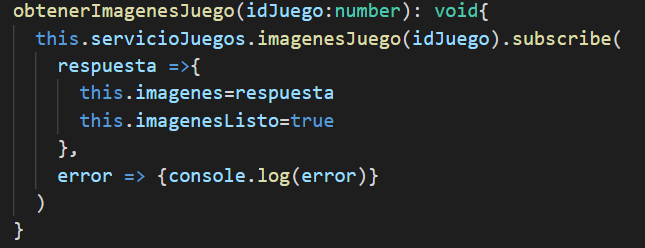 obtenerImagenesJuego(idJuego:number): void{
this.servicioJuegos.imagenesJuego(idJuego).subscribe(
respuesta =>{
this.imagenes=respuesta
this.imagenesListo=true
},
error => {console.log(error)}
)
}